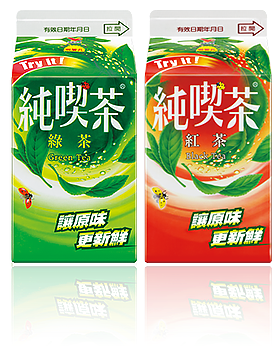 有效日期年月日
拉開
Try It!
純喫茶®
綠茶
Green Tea
讓原味
更新鮮
有效日期年月日
拉開
Try It!
純喫茶®
紅茶
Black Tea
讓原味
更新鮮